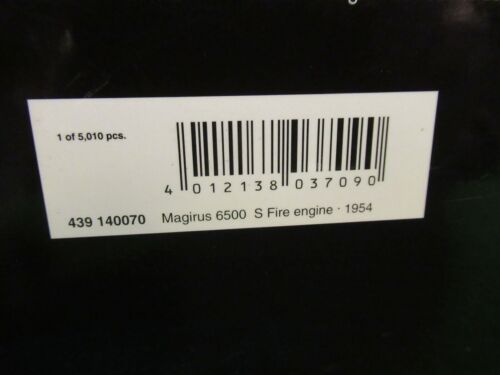 1 of 5,010 pcs.
4 012138 037090
439 140070 Magirus 6500 S Fire engine · 1954